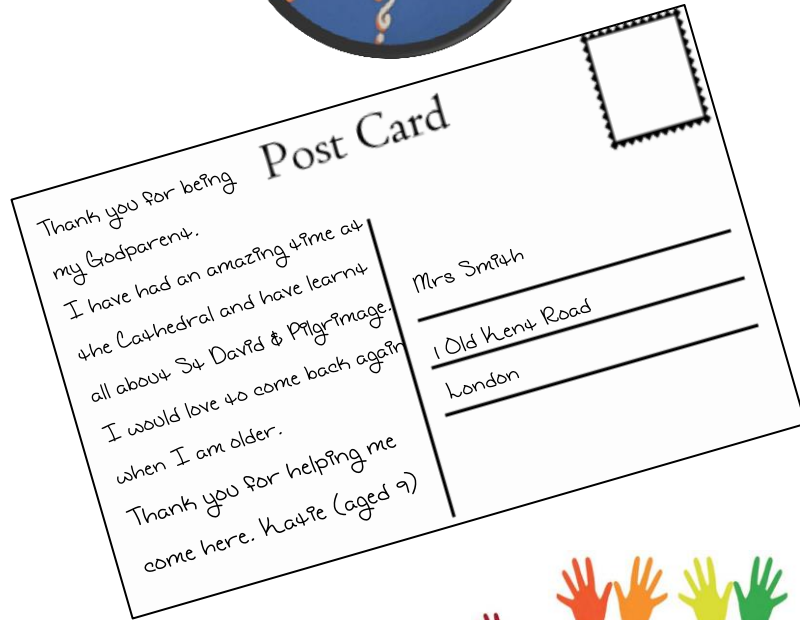 Post Card
Thank you for being
my Godparent.
I have had an amazing time at
the Cathedral and have learnt
all about St David & Pilgrimage.
I would love to come back again
when I am older.
Thank you for helping me
come here. Katie (aged 9)
Mrs Smith
1 Old Kent Road
London